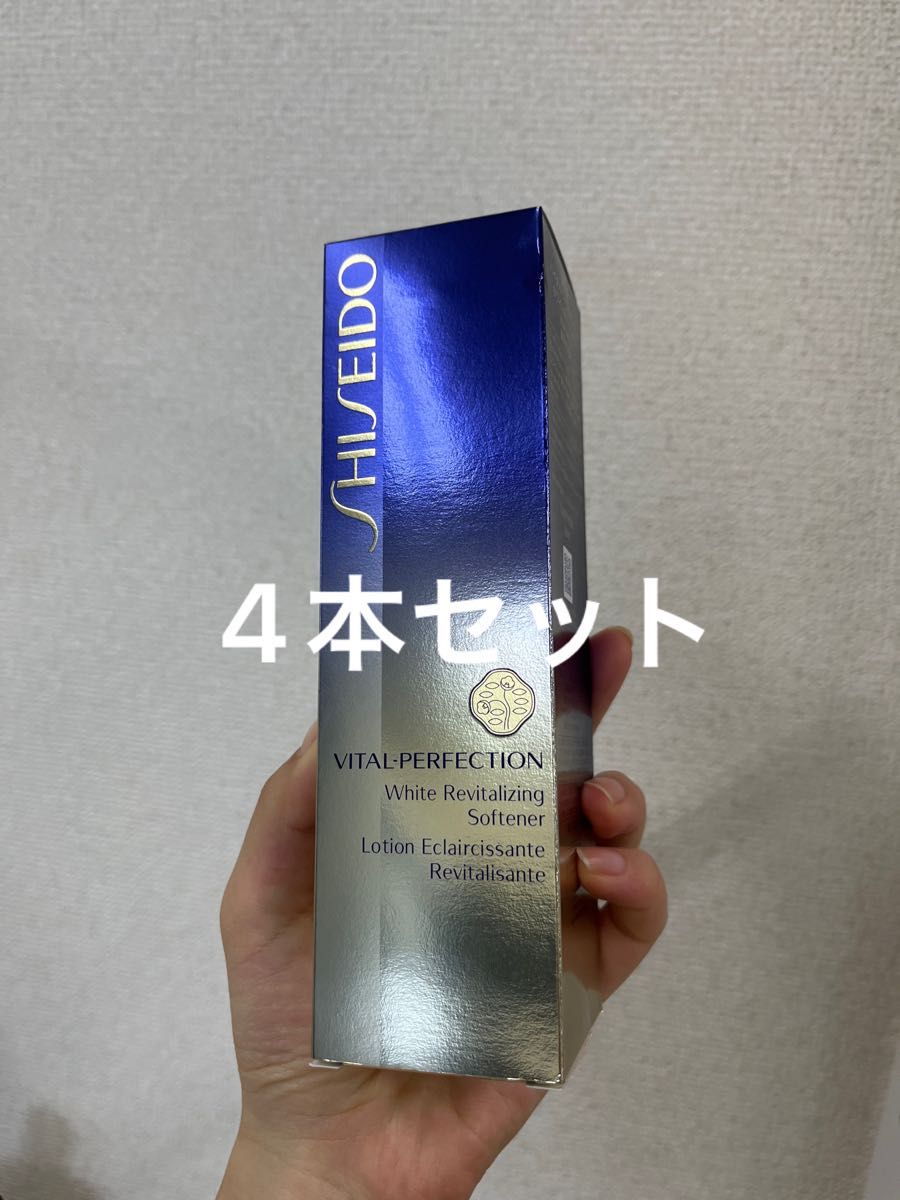 SHISEIDO
4本セット
VITAL-PERFECTION
White Revitalizing
Softener
Lotion Eclaircissante
Revitalisante